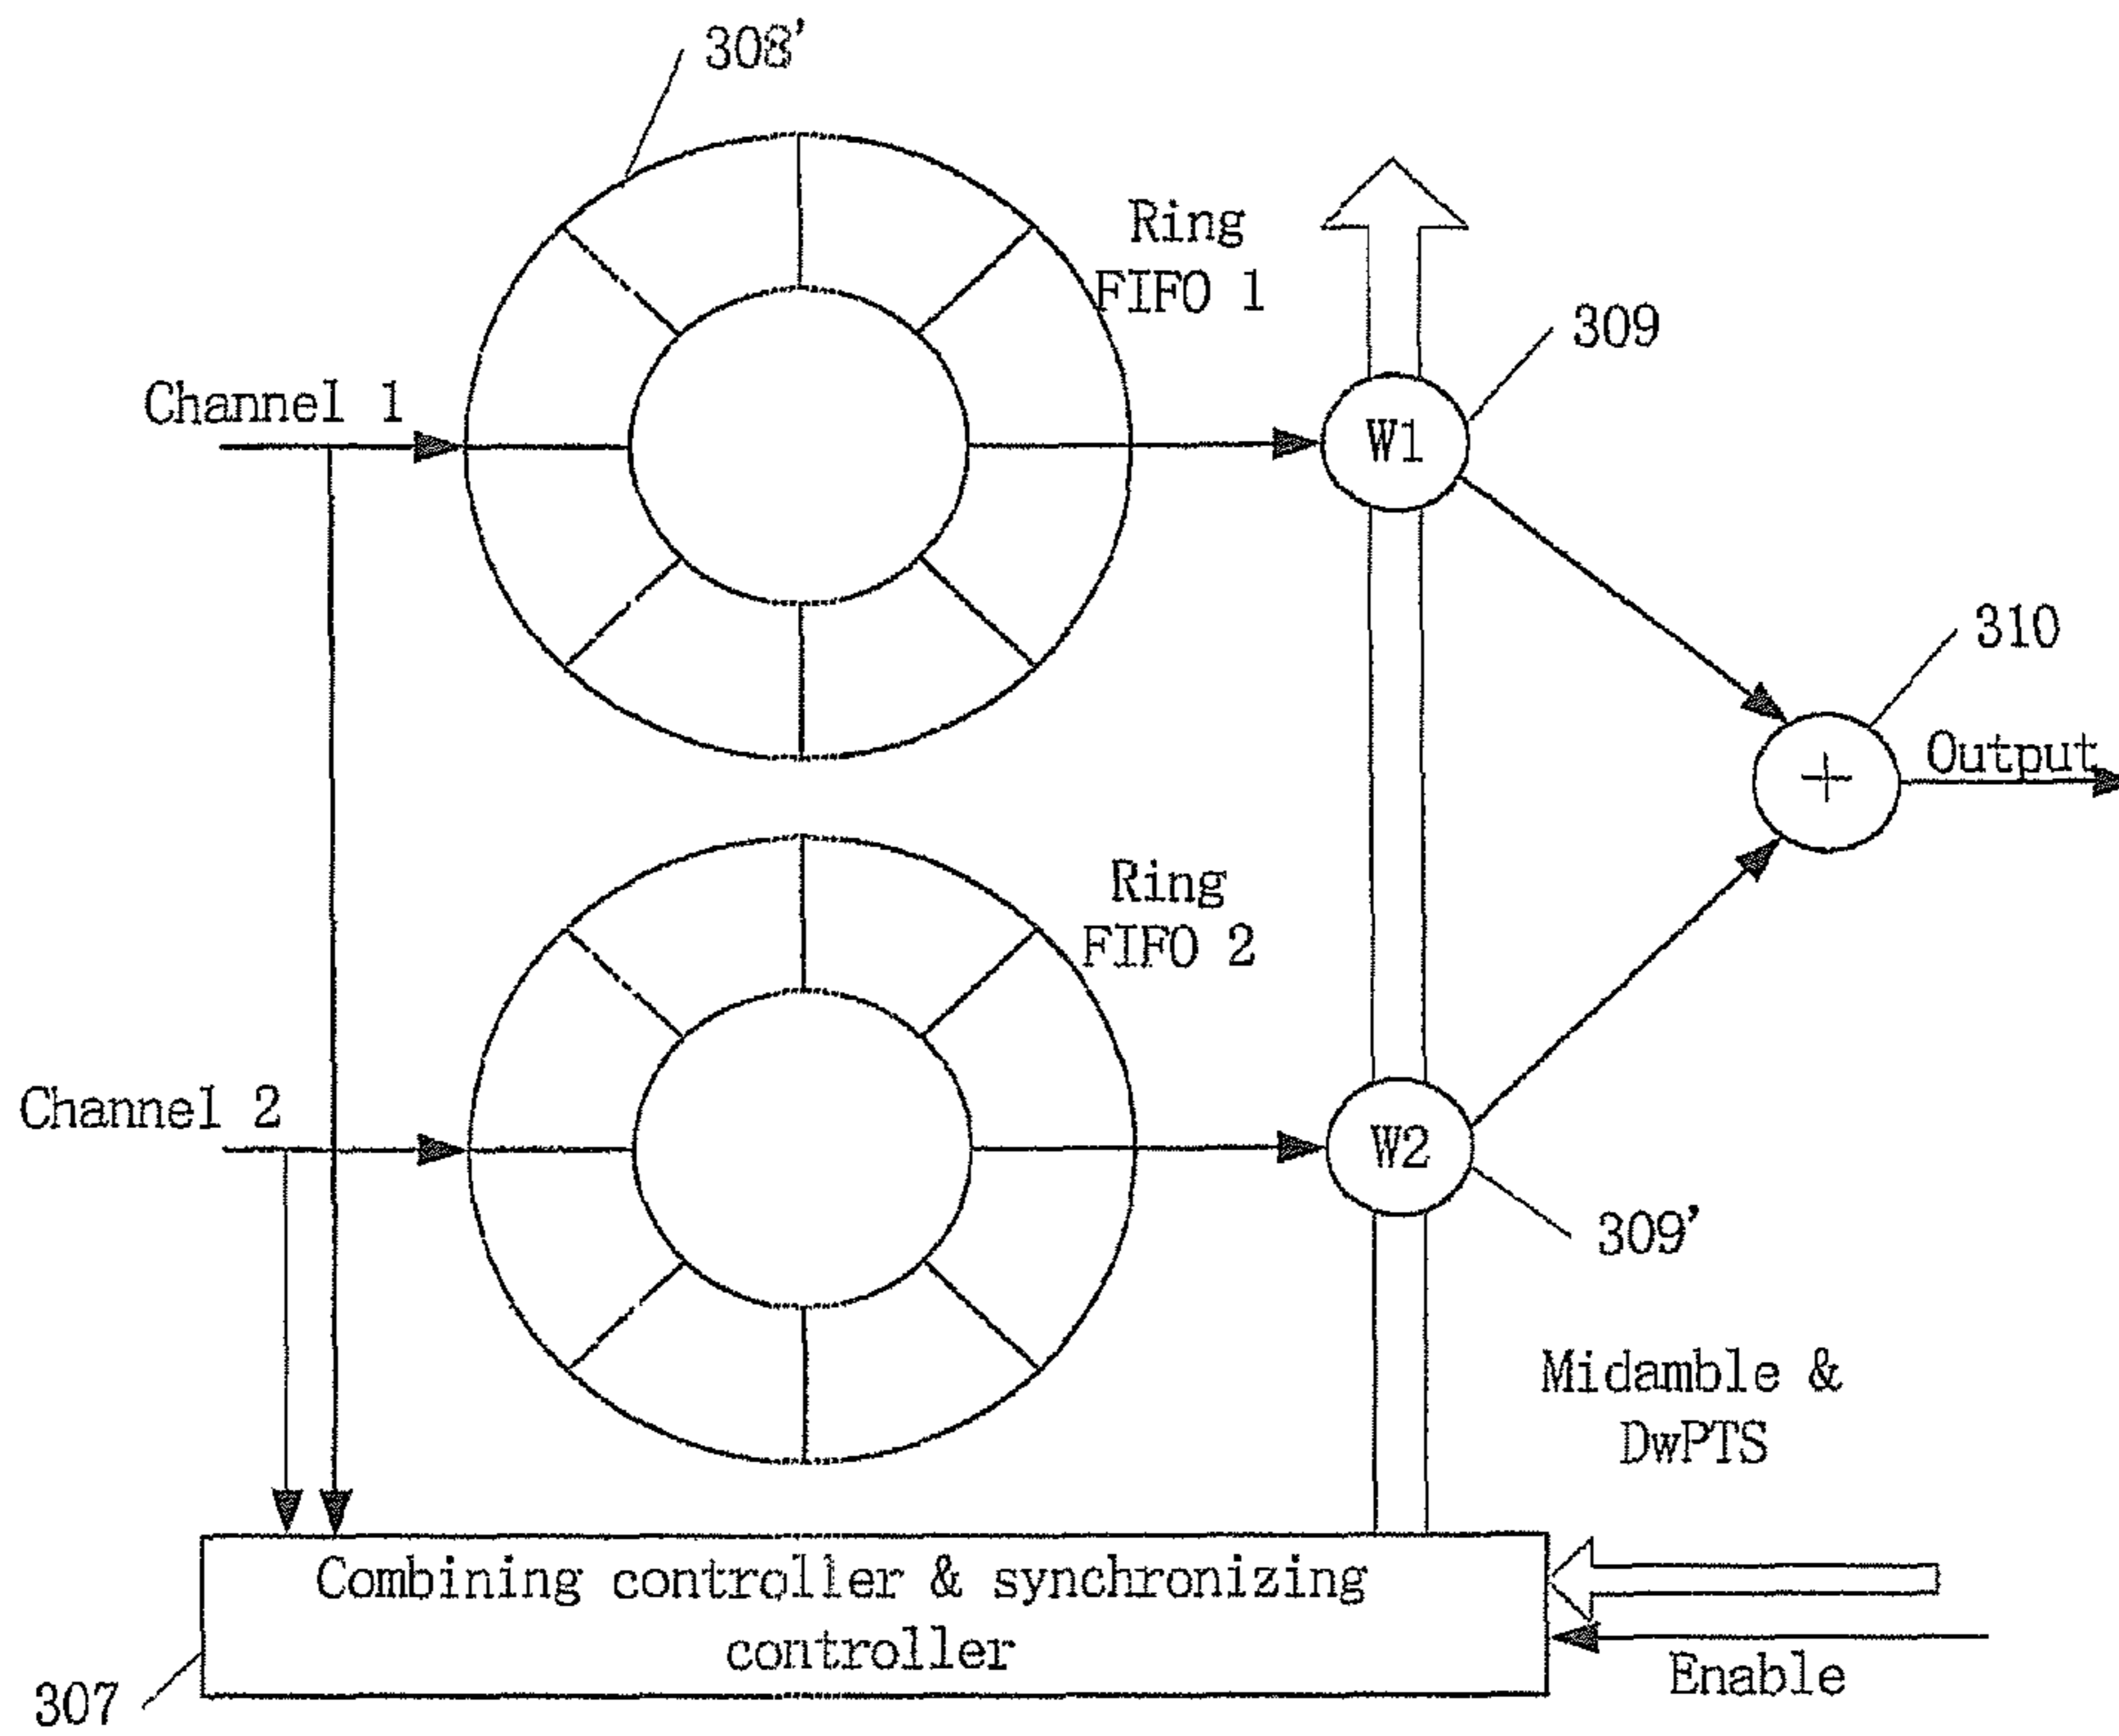 308'
Ring
FIFO 1
309
Channel 1
W1
310
+
Output
Ring
FIFO 2
Channel 2
W2
309'
Midamble &
DwPTS
Combining controller & synchronizing
controller
Enable
307